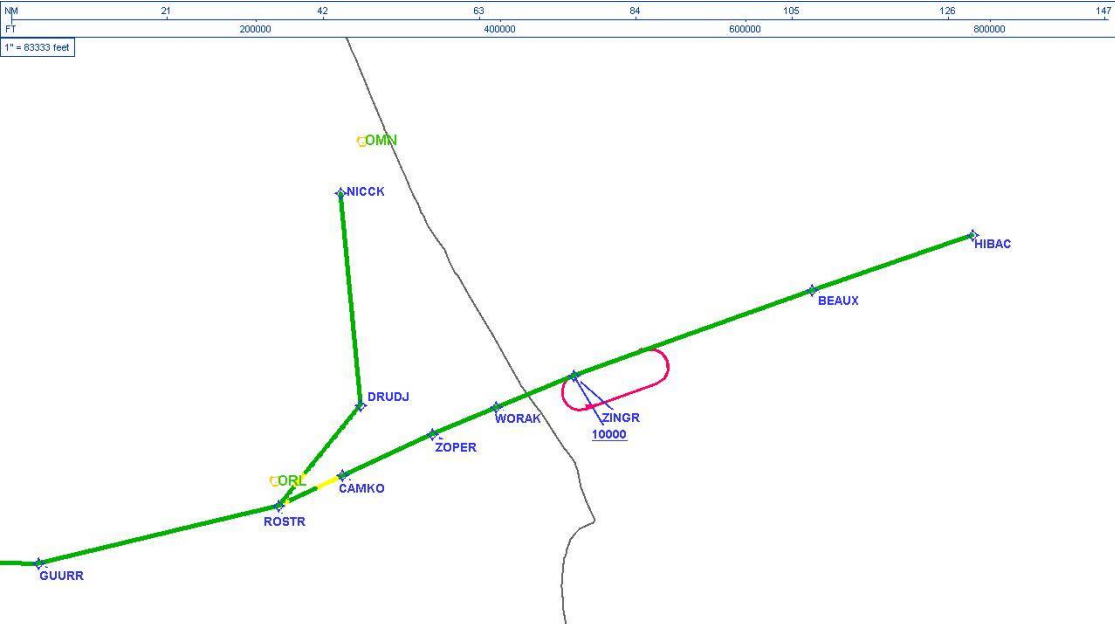 NM 21 42 63 84 105 126 147
FT 200000 400000 600000 800000
1" = 83333 feet
OMN
NICCK
HIBAC
BEAUX
DRUDJ
WORAK
ZINGR
10000
ZOPER
ORL
CAMKO
ROSTR
GUURR